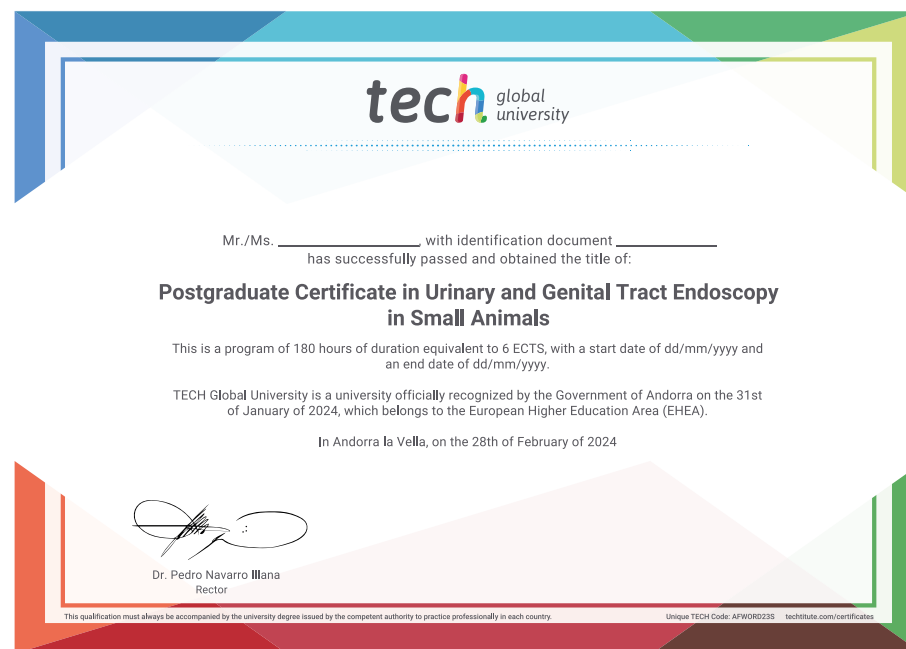 tech global university
Mr./Ms. ____________, with identification document ____________
has successfully passed and obtained the title of:
Postgraduate Certificate in Urinary and Genital Tract Endoscopy
in Small Animals
This is a program of 180 hours of duration equivalent to 6 ECTS, with a start date of dd/mm/yyyy and
an end date of dd/mm/yyyy.
TECH Global University is a university officially recognized by the Government of Andorra on the 31st
of January of 2024, which belongs to the European Higher Education Area (EHEA).
In Andorra la Vella, on the 28th of February of 2024
Dr. Pedro Navarro Illana
Rector
This qualification must always be accompanied by the university degree issued by the competent authority to practice professionally in each country.
Unique TECH Code: AFWORD23S techtitute.com/certificates